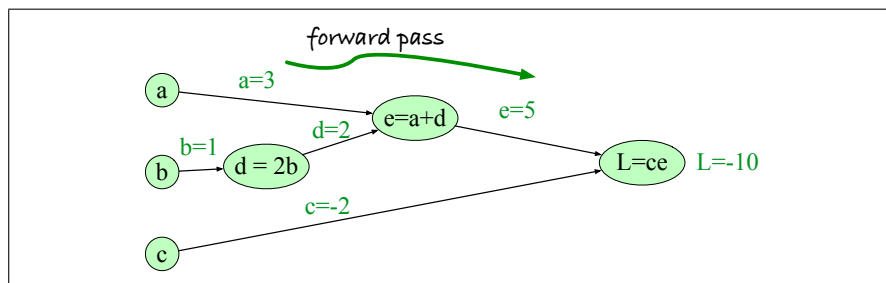 forward pass
a
a=3
e=a+d
e=5
d=2
b=1
b
d = 2b
L=ce
L=-10
c=-2
c